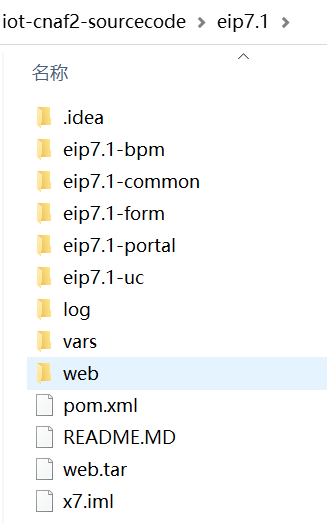 iot-cnaf2-sourcecode > eip7.1 >
名称
.idea
eip7.1-bpm
eip7.1-common
eip7.1-form
eip7.1-portal
eip7.1-uc
log
vars
web
pom.xml
README.MD
web.tar
x7.iml